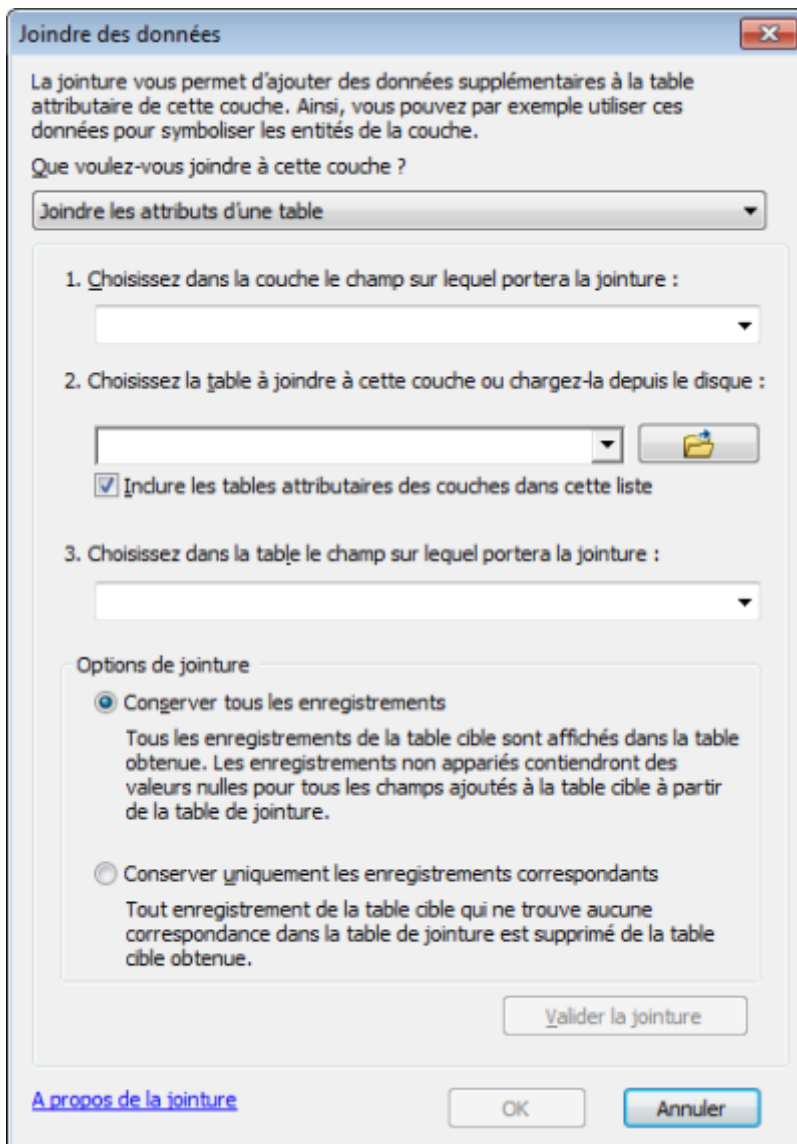 Joindre des données
La jointure vous permet d'ajouter des données supplémentaires à la table
attributaire de cette couche. Ainsi, vous pouvez par exemple utiliser ces
données pour symboliser les entités de la couche.
Que voulez-vous joindre à cette couche ?
Joindre les attributs d'une table
1. Choisissez dans la couche le champ sur lequel portera la jointure :
2. Choisissez la table à joindre à cette couche ou chargez-la depuis le disque :
Inclure les tables attributaires des couches dans cette liste
3. Choisissez dans la table le champ sur lequel portera la jointure :
Options de jointure
Conserver tous les enregistrements
Tous les enregistrements de la table cible sont affichés dans la table
obtenue. Les enregistrements non appariés contiendront des
valeurs nulles pour tous les champs ajoutés à la table cible à partir
de la table de jointure.
Conserver uniquement les enregistrements correspondants
Tout enregistrement de la table cible qui ne trouve aucune
correspondance dans la table de jointure est supprimé de la table
cible obtenue.
Valider la jointure
A propos de la jointure
OK
Annuler